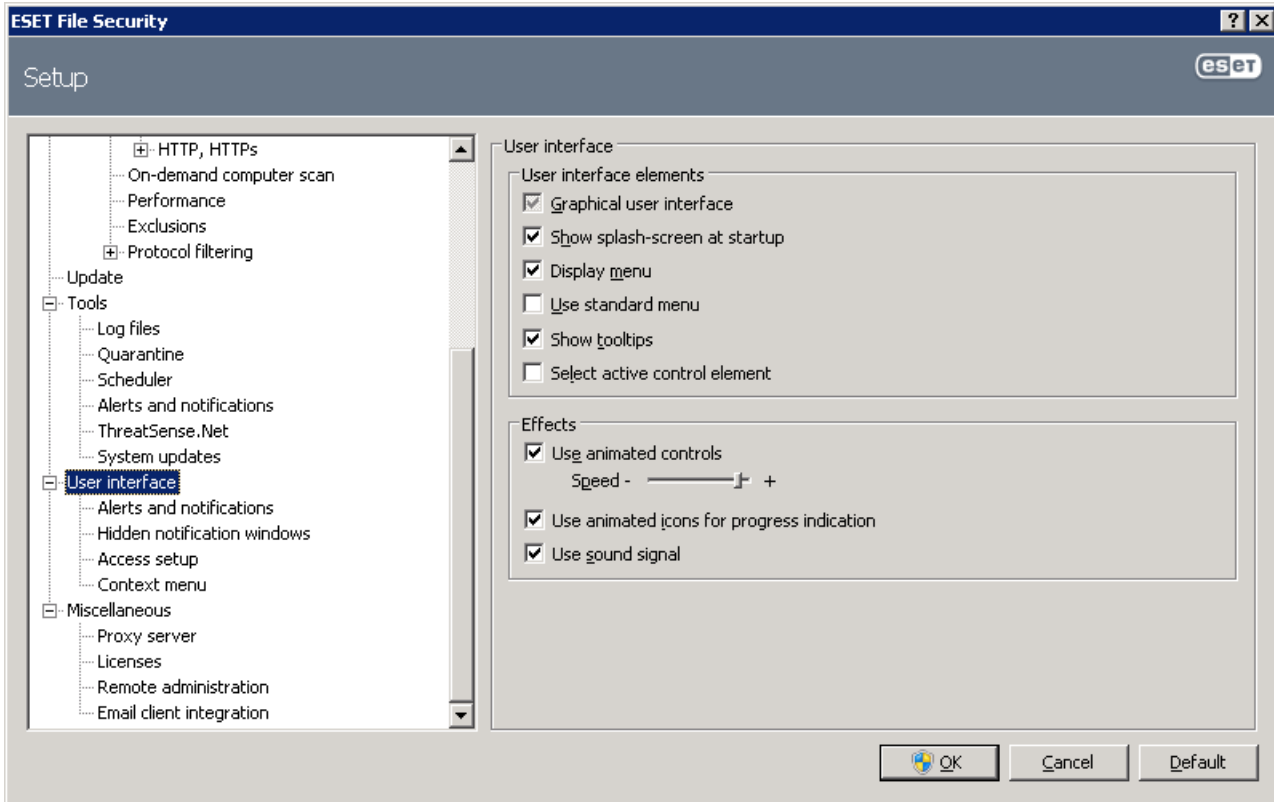 ESET File Security
Setup
eset
HTTP, HTTPs
On-demand computer scan
Performance
Exclusions
Protocol filtering
Update
Tools
Log files
Quarantine
Scheduler
Alerts and notifications
ThreatSense.Net
System updates
User interface
Alerts and notifications
Hidden notification windows
Access setup
Context menu
Miscellaneous
Proxy server
Licenses
Remote administration
Email client integration
User interface
User interface elements
Graphical user interface
Show splash-screen at startup
Display menu
Use standard menu
Show tooltips
Select active control element
Effects
Use animated controls
Speed - +
Use animated icons for progress indication
Use sound signal
OK Cancel Default